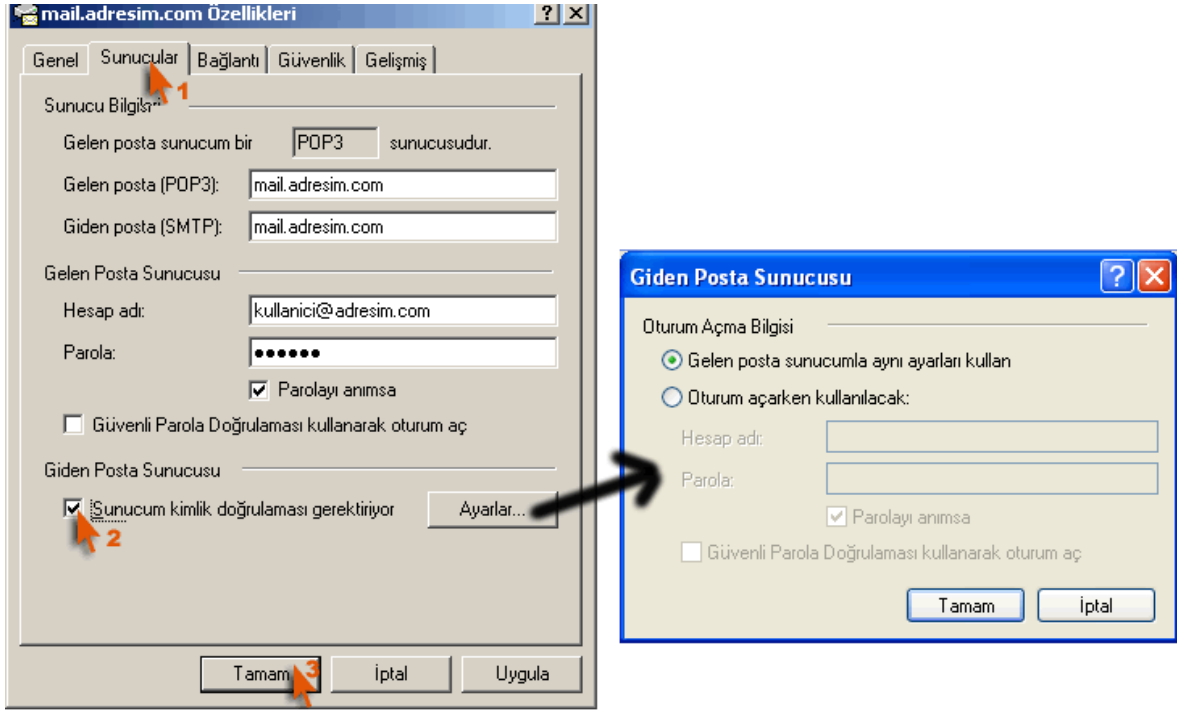 mail.adresim.com Özellikleri
Genel Sunucular Bağlantı Güvenlik Gelişmiş
1
Sunucu Bilgileri
Gelen posta sunucum bir POP3 sunucusudur.
Gelen posta (POP3): mail.adresim.com
Giden posta (SMTP): mail.adresim.com
Gelen Posta Sunucusu
Hesap adı: kullanici@adresim.com
Parola: ●●●●●●
Parolayı anımsa
Güvenli Parola Doğrulaması kullanarak oturum aç
Giden Posta Sunucusu
Sunucum kimlik doğrulaması gerektiriyor Ayarlar...
2
Tamam 3 İptal Uygula
Giden Posta Sunucusu
Oturum Açma Bilgisi
Gelen posta sunucumla aynı ayarları kullan
Oturum açarken kullanılacak:
Hesap adı:
Parola:
Parolayı anımsa
Güvenli Parola Doğrulaması kullanarak oturum aç
Tamam İptal